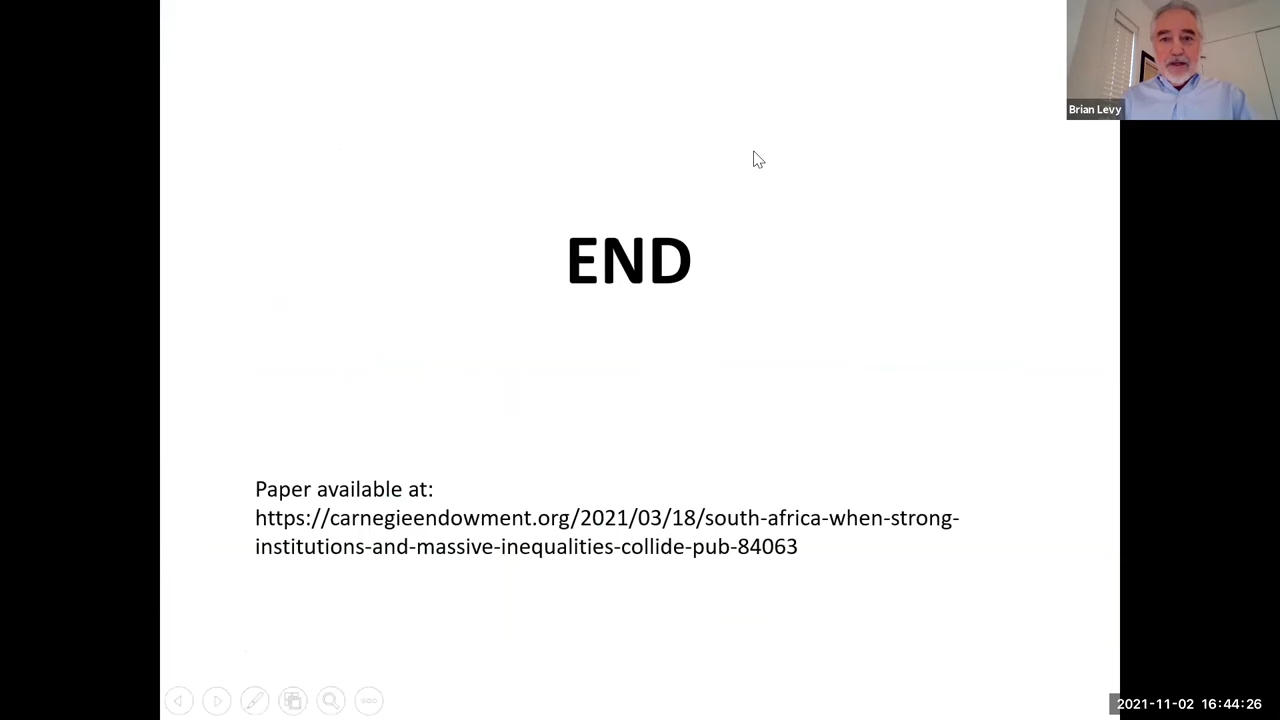 Brian Levy
END
Paper available at:
https://carnegieendowment.org/2021/03/18/south-africa-when-strong-
institutions-and-massive-inequalities-collide-pub-84063
2021-11-02 16:44:26